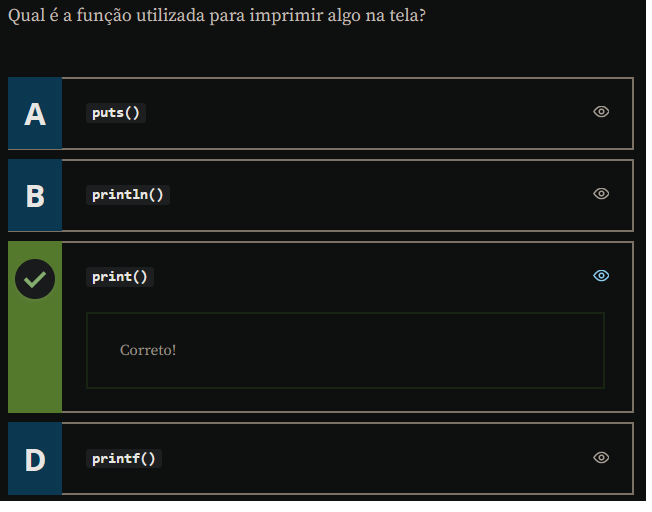 Qual é a função utilizada para imprimir algo na tela?
A
puts()
B
println()
print()
Correto!
D
printf()